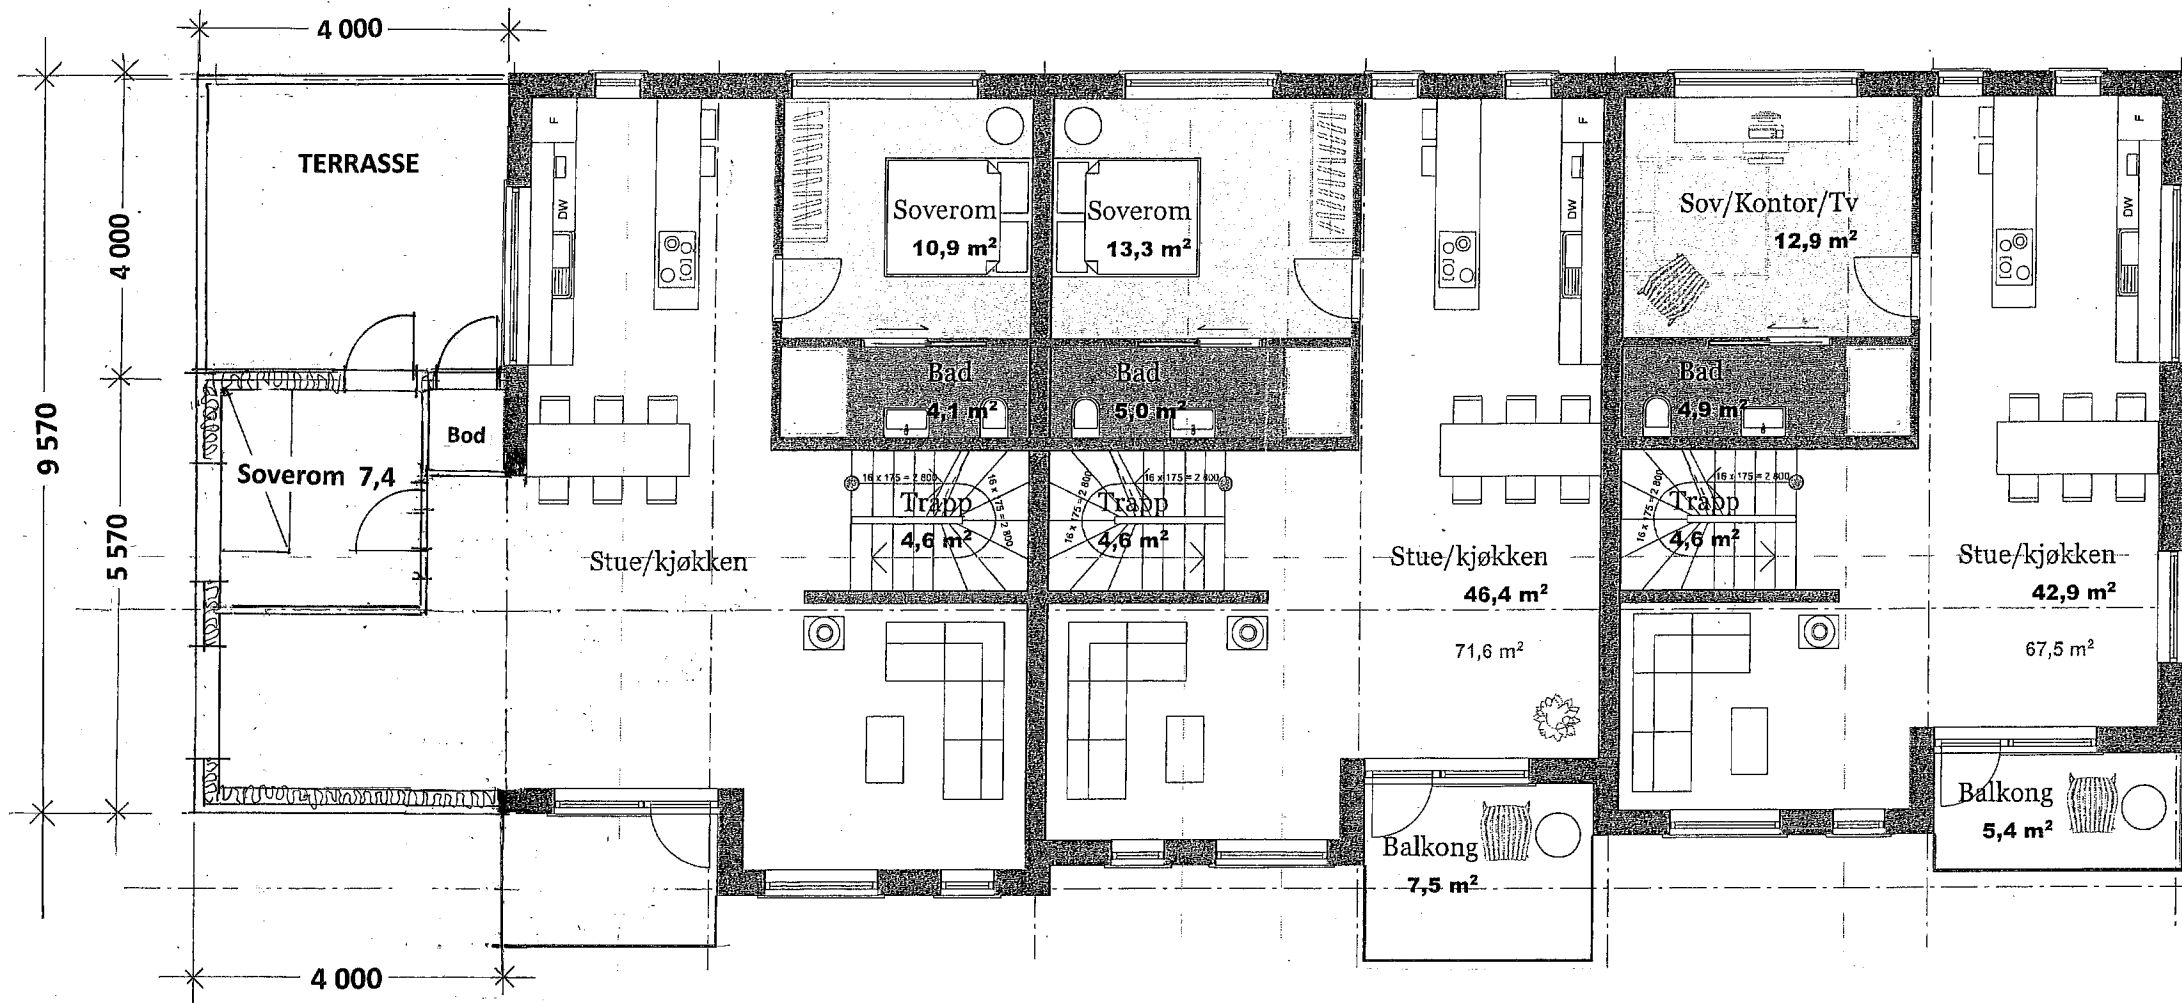 4 000
9 570
4 000
5 570
4 000
TERRASSE
Soverom 7,4
Bod
F
DW
Stue/kjøkken
Soverom
10,9 m²
Bad
4,1 m²
16 x 175 = 2 800
16 x 175 = 2 800
Trapp
4,6 m²
Soverom
13,3 m²
Bad
5,0 m²
16 x 175 = 2 800
16 x 175 = 2 800
Trapp
4,6 m²
F
DW
Stue/kjøkken
46,4 m²
71,6 m²
Balkong
7,5 m²
Sov/Kontor/Tv
12,9 m²
Bad
4,9 m²
16 x 175 = 2 800
16 x 175 = 2 800
Trapp
4,6 m²
F
DW
Stue/kjøkken
42,9 m²
67,5 m²
Balkong
5,4 m²